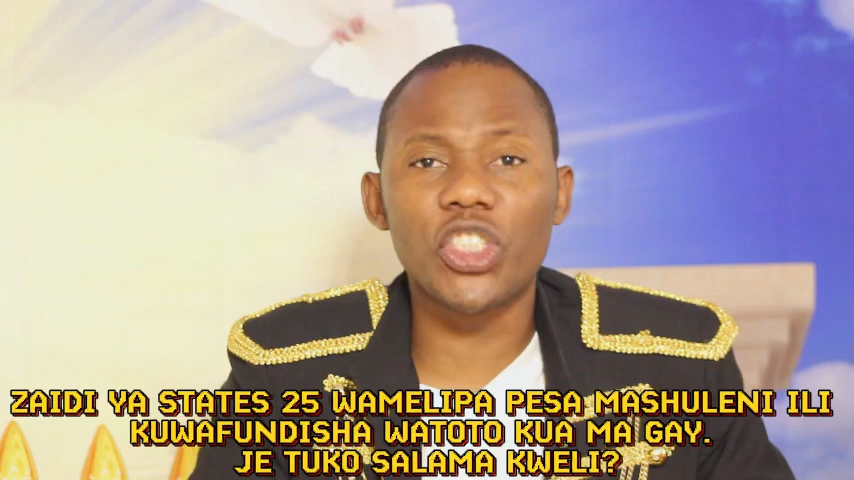 ZAIDI YA STATES 25 WAMELIPA PESA MASHULENI ILI
KUWAFUNDISHA WATOTO KUA MA GAY.
JE TUKO SALAMA KWELI?